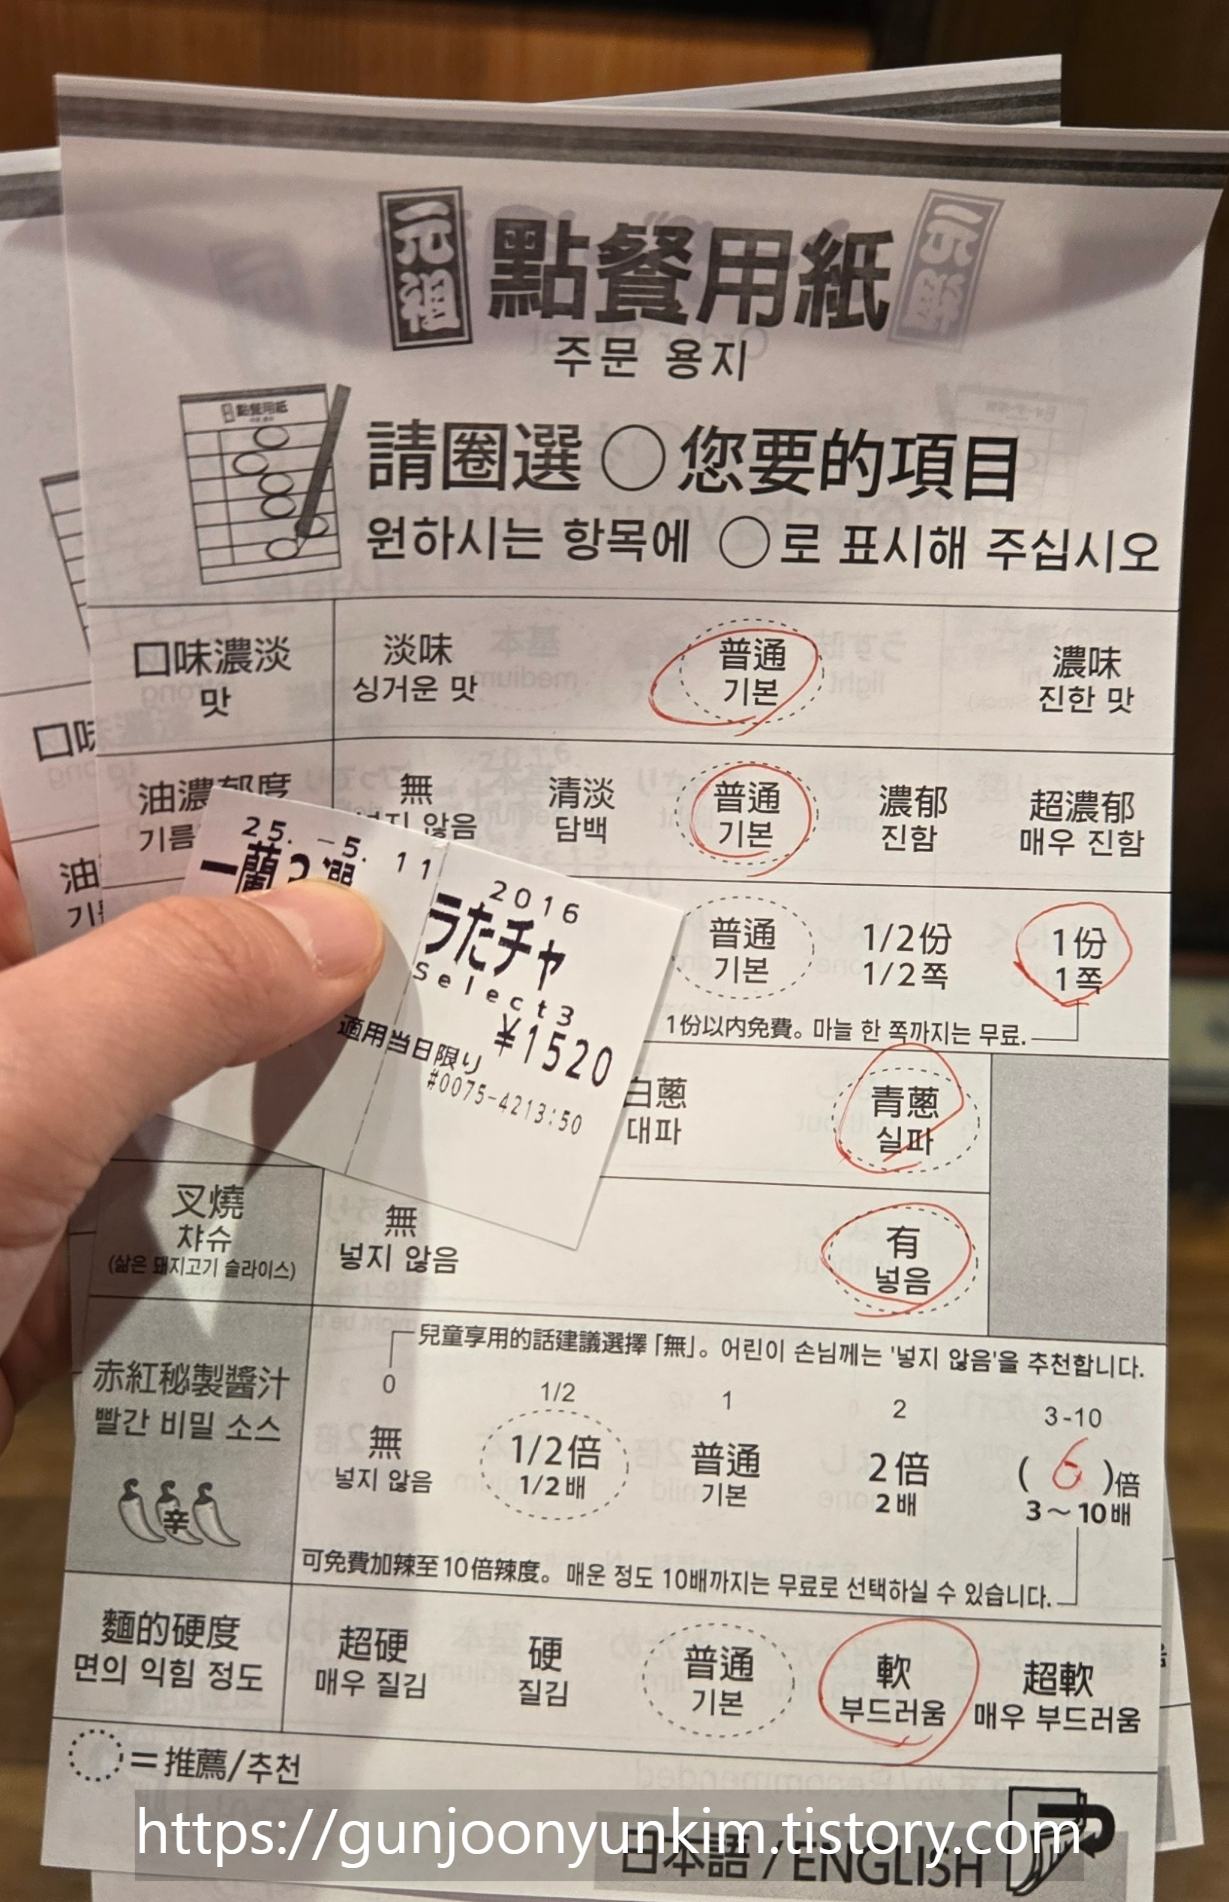 元祖
點餐用紙
주문 용지
請圈選 ○ 您要的項目
원하시는 항목에 ○로 표시해 주십시오
口味濃淡 淡味 普通 濃味
맛 싱거운 맛 기본 진한 맛
油濃郁度 無 清淡 普通 濃郁 超濃郁
기름 넣지 않음 담백 기본 진함 매우 진함
普通 1/2份 1份
기본 1/2쪽 1쪽
1份以内免費。마늘 한 쪽까지는 무료.
25.-5.11 2016
一蘭
ラたチャ
Select3
¥1520
適用当日限り
#0075-4213:50
白蔥 青蔥
대파 실파
叉燒 無 有
챠슈 넣지 않음 넣음
(삶은 돼지고기 슬라이스)
兒童享用的話建議選擇「無」。어린이 손님께는 '넣지 않음'을 추천합니다.
0 1/2 1 2 3-10
赤紅秘製醬汁 無 1/2倍 普通 2倍 (6)倍
빨간 비밀 소스 넣지 않음 1/2배 기본 2배 3～10배
辛
可免費加辣至10倍辣度。매운 정도 10배까지는 무료로 선택하실 수 있습니다.
麵的硬度 超硬 硬 普通 軟 超軟
면의 익힘 정도 매우 질김 질김 기본 부드러움 매우 부드러움
=推薦/추천
https://gunjoonyunkim.tistory.com
日本語/ENGLISH